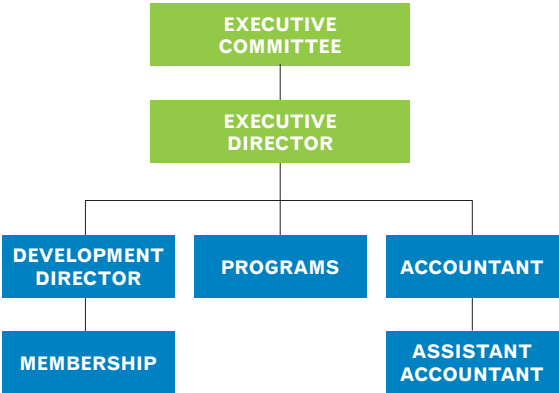 EXECUTIVE
COMMITTEE
EXECUTIVE
DIRECTOR
DEVELOPMENT
DIRECTOR
PROGRAMS
ACCOUNTANT
MEMBERSHIP
ASSISTANT
ACCOUNTANT